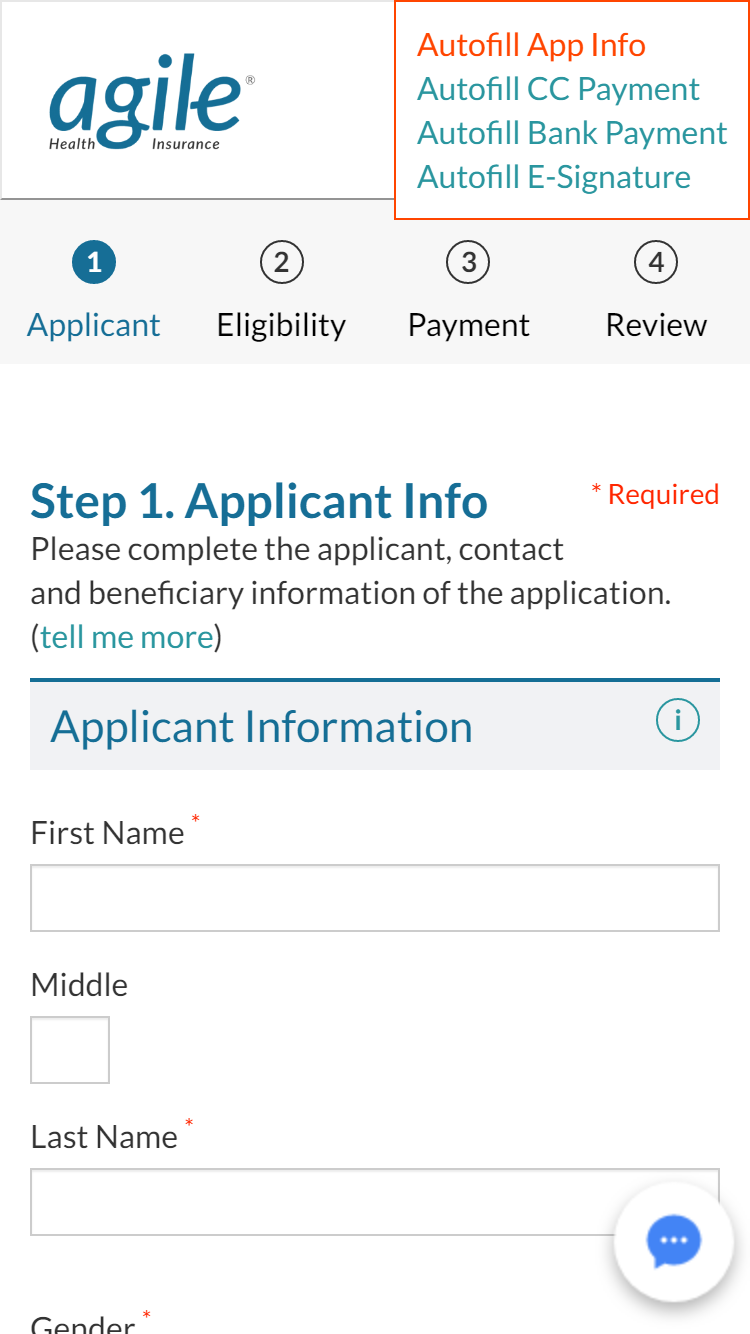 agile®
Health Insurance
Autofill App Info
Autofill CC Payment
Autofill Bank Payment
Autofill E-Signature
1 2 3 4
Applicant Eligibility Payment Review
Step 1. Applicant Info * Required
Please complete the applicant, contact
and beneficiary information of the application.
(tell me more)
Applicant Information i
First Name *
Middle
Last Name *
Gender *